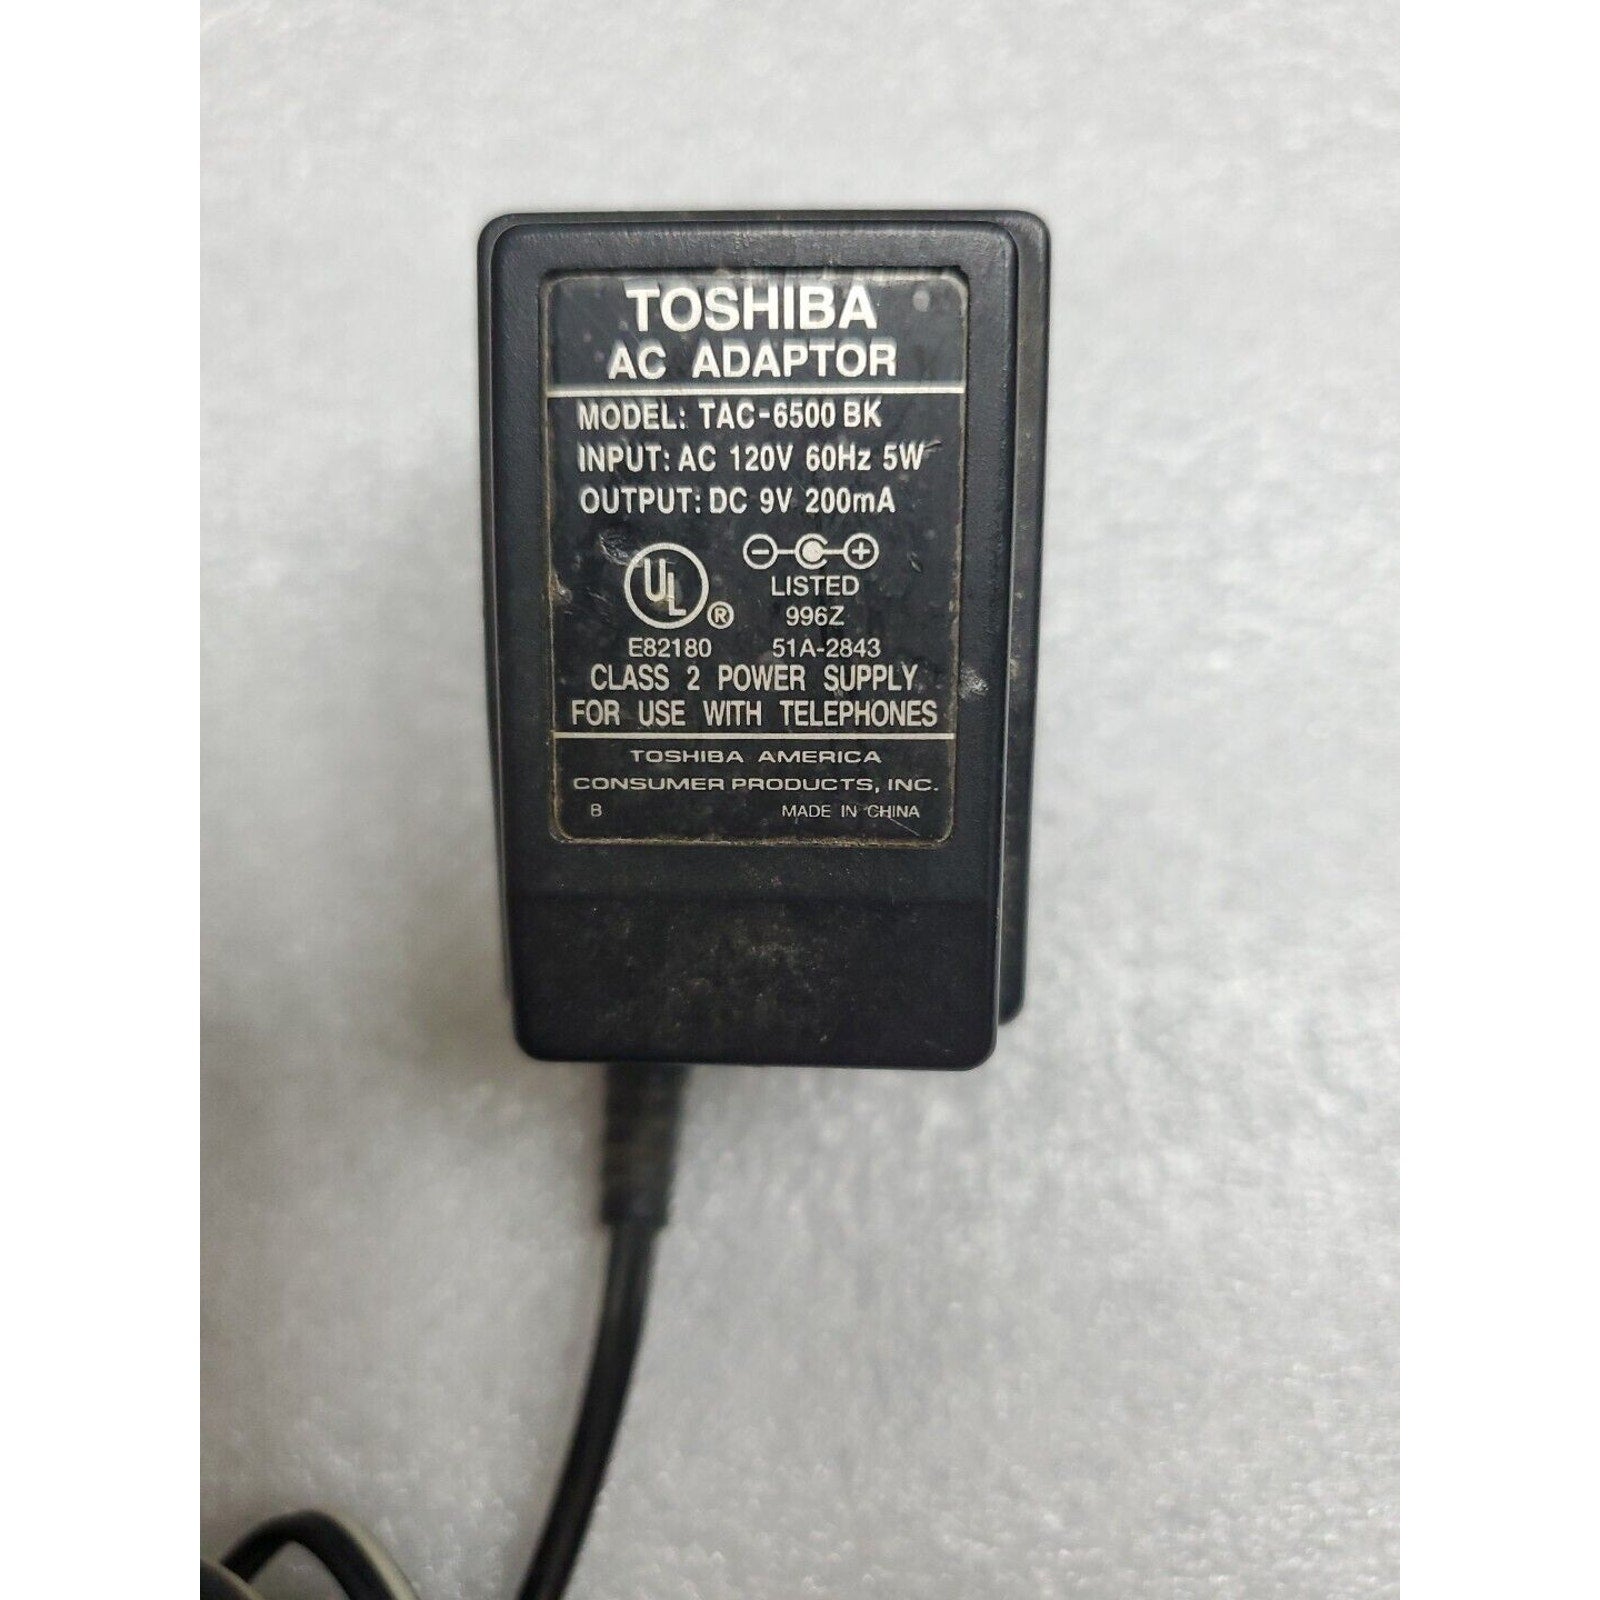 TOSHIBA
AC ADAPTOR
MODEL: TAC-6500 BK
INPUT: AC 120V 60Hz 5W
OUTPUT: DC 9V 200mA
UL ®
LISTED
996Z
E82180 51A-2843
CLASS 2 POWER SUPPLY
FOR USE WITH TELEPHONES
TOSHIBA AMERICA
CONSUMER PRODUCTS, INC.
B MADE IN CHINA